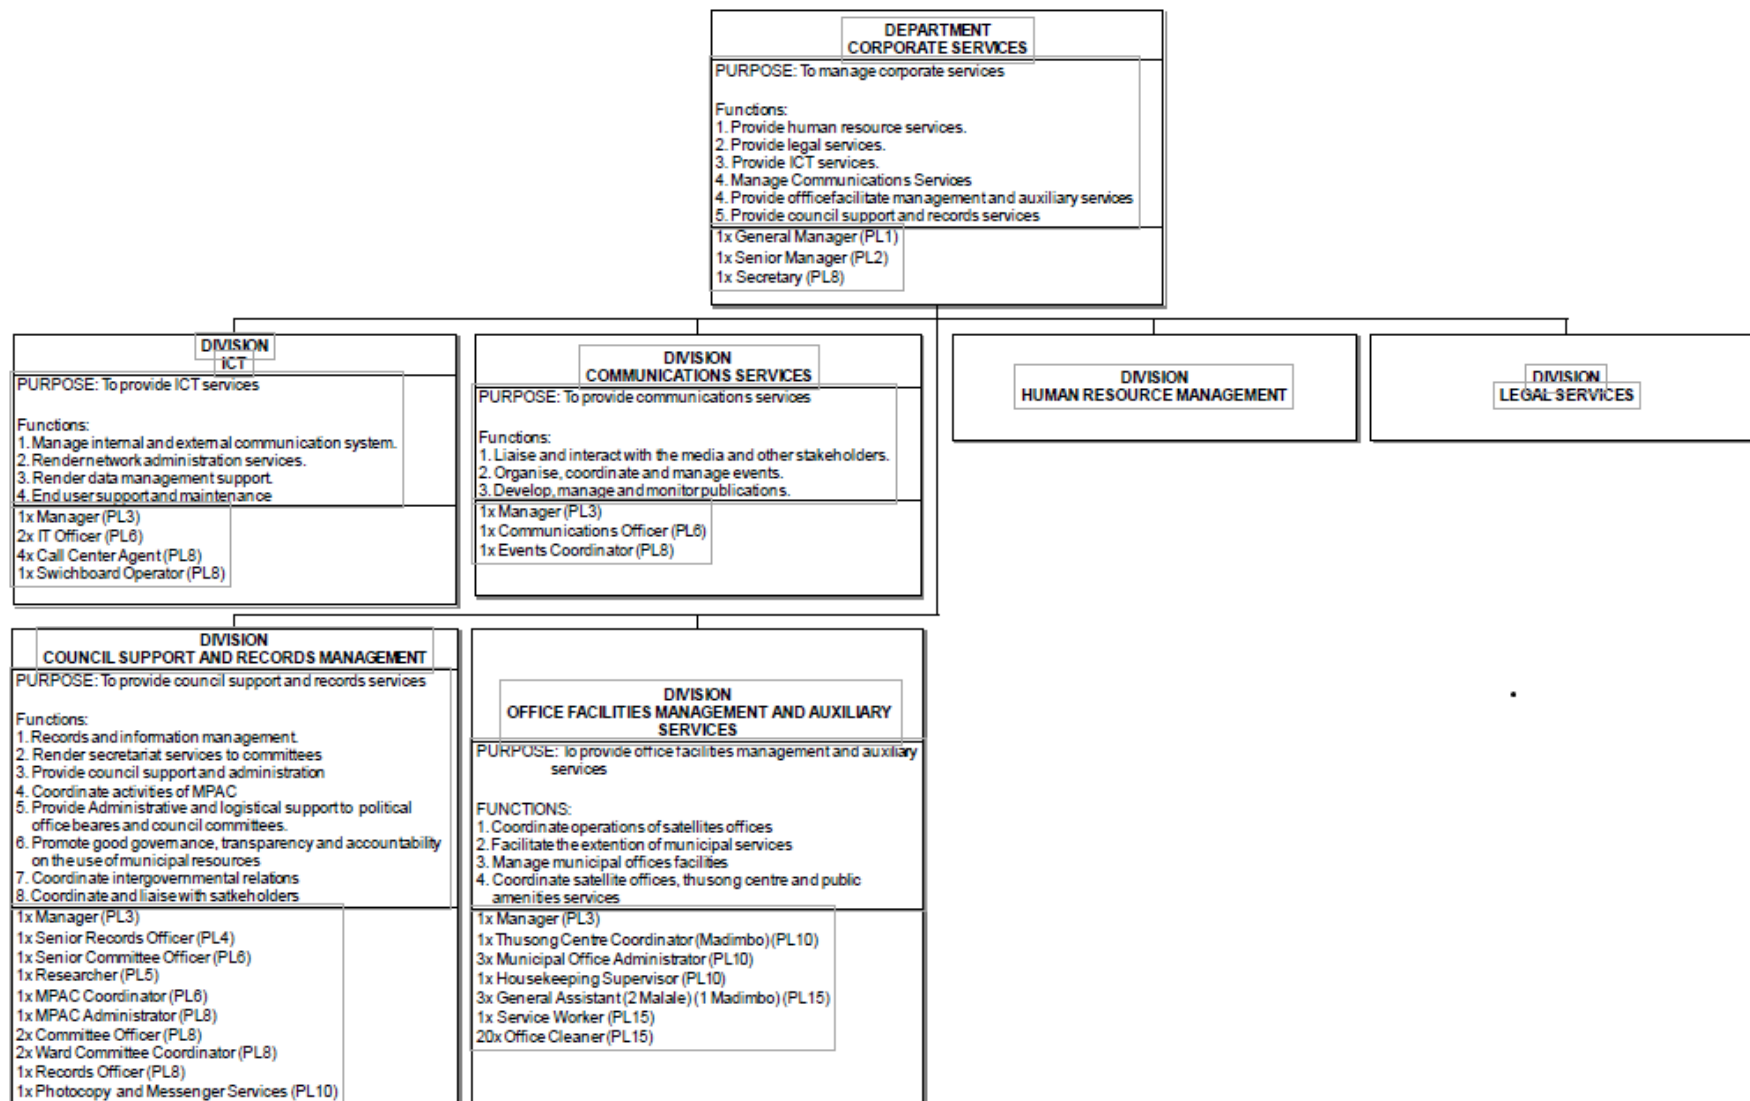 DEPARTMENT
CORPORATE SERVICES
PURPOSE: To manage corporate services
Functions:
1. Provide human resource services.
2. Provide legal services.
3. Provide ICT services.
4. Manage Communications Services
4. Provide offficefacilitate management and auxiliary services
5. Provide council support and records services
1x General Manager (PL1)
1x Senior Manager (PL2)
1x Secretary (PL8)
DIVISION
ICT
PURPOSE: To provide ICT services
Functions:
1. Manage internal and external communication system.
2. Render network administration services.
3. Render data management support.
4. End user support and maintenance
1x Manager (PL3)
2x IT Officer (PL6)
4x Call Center Agent (PL8)
1x Swichboard Operator (PL8)
DIVISION
COMMUNICATIONS SERVICES
PURPOSE: To provide communications services
Functions:
1. Liaise and interact with the media and other stakeholders.
2. Organise, coordinate and manage events.
3. Develop, manage and monitor publications.
1x Manager (PL3)
1x Communications Officer (PL6)
1x Events Coordinator (PL8)
DIVISION
HUMAN RESOURCE MANAGEMENT
DIVISION
LEGAL SERVICES
DIVISION
COUNCIL SUPPORT AND RECORDS MANAGEMENT
PURPOSE: To provide council support and records services
Functions:
1. Records and information management.
2. Render secretariat services to committees
3. Provide council support and administration
4. Coordinate activities of MPAC
5. Provide Administrative and logistical support to political
office beares and council committees.
6. Promote good governance, transparency and accountability
on the use of municipal resources
7. Coordinate intergovernmental relations
8. Coordinate and liaise with satkeholders
1x Manager (PL3)
1x Senior Records Officer (PL4)
1x Senior Committee Officer (PL6)
1x Researcher (PL5)
1x MPAC Coordinator (PL6)
1x MPAC Administrator (PL8)
2x Committee Officer (PL8)
2x Ward Committee Coordinator (PL8)
1x Records Officer (PL8)
1x Photocopy and Messenger Services (PL10)
DIVISION
OFFICE FACILITIES MANAGEMENT AND AUXILIARY
SERVICES
PURPOSE: To provide office facilities management and auxiliary
services
FUNCTIONS:
1. Coordinate operations of satellites offices
2. Facilitate the extention of municipal services
3. Manage municipal offices facilities
4. Coordinate satellite offices, thusong centre and public
amenities services
1x Manager (PL3)
1x Thusong Centre Coordinator (Madimbo) (PL10)
3x Municipal Office Administrator (PL10)
1x Housekeeping Supervisor (PL10)
3x General Assistant (2 Malale) (1 Madimbo) (PL15)
1x Service Worker (PL15)
20x Office Cleaner (PL15)